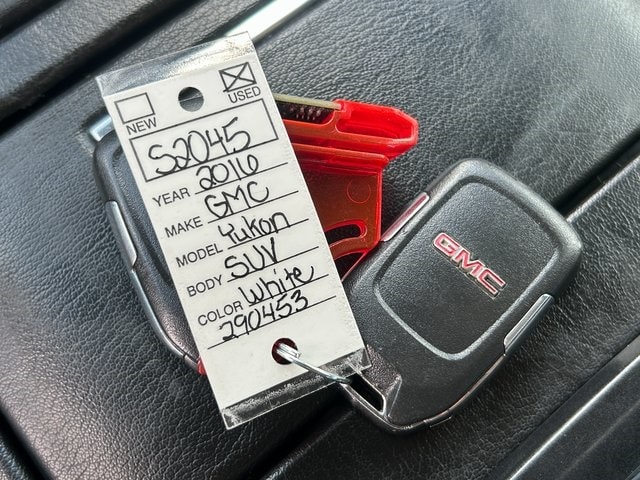 NEW USED
S2045
YEAR 2016
MAKE GMC
MODEL Yukon
BODY SUV
COLOR White
290453
GMC